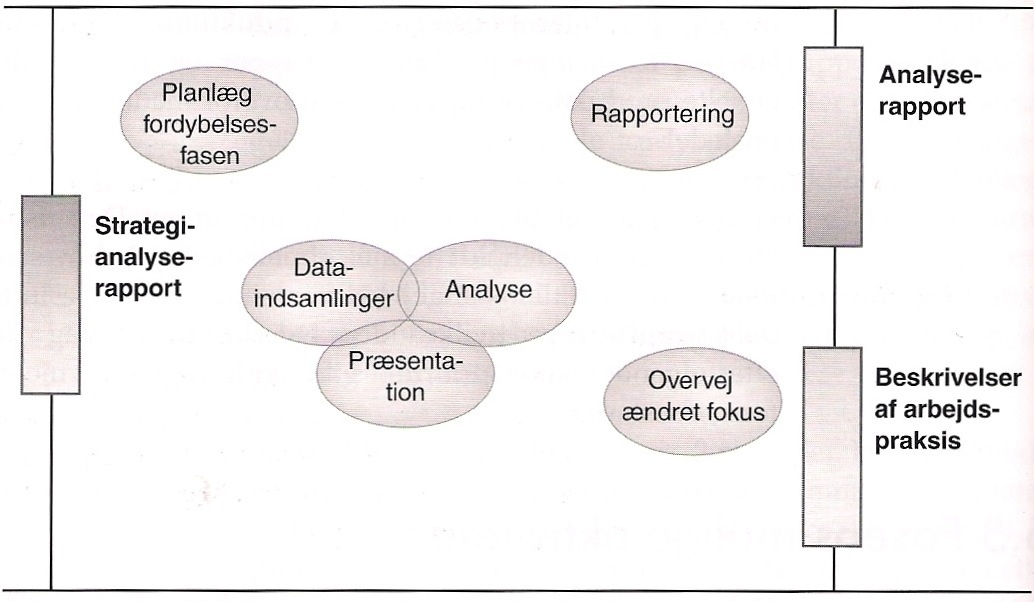 Planlæg
fordybelses-
fasen
Rapportering
Analyse-
rapport
Strategi-
analyse-
rapport
Data-
indsamlinger
Analyse
Præsenta-
tion
Overvej
ændret fokus
Beskrivelser
af arbejds-
praksis